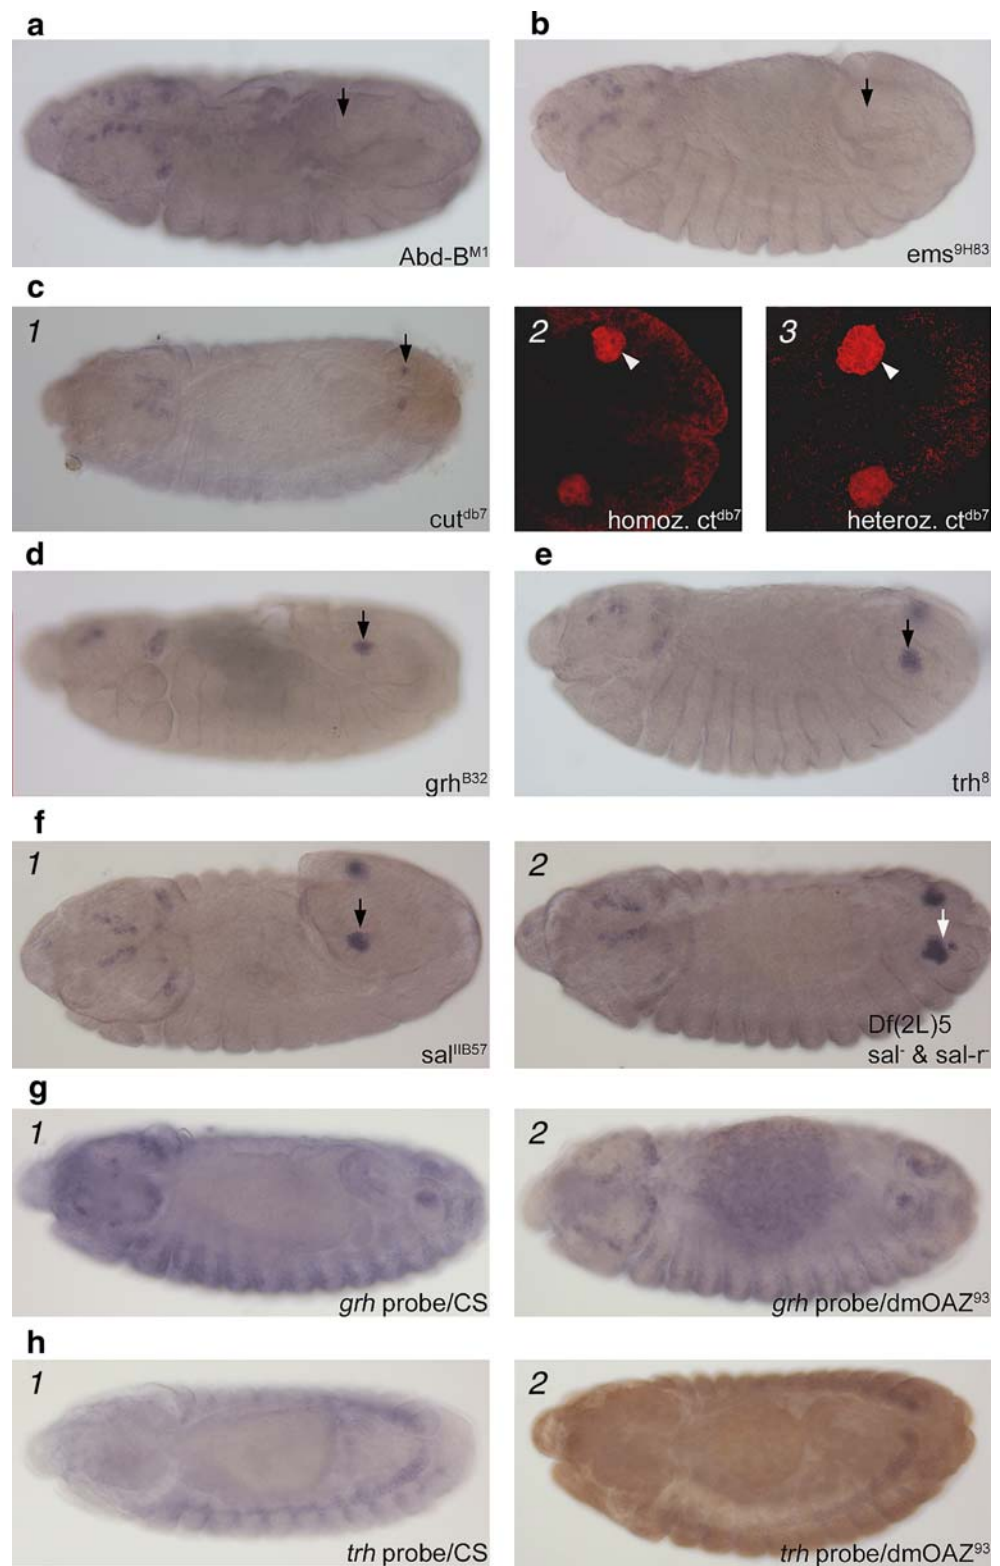 a
b
Abd-B^M1
ems^9H83
c
1
2
3
cut^db7
homoz. ct^db7
heteroz. ct^db7
d
e
grh^B32
trh^8
f
1
2
sal^IIB57
Df(2L)5
sal^- & sal-r^-
g
1
2
grh probe/CS
grh probe/dmOAZ^93
h
1
2
trh probe/CS
trh probe/dmOAZ^93